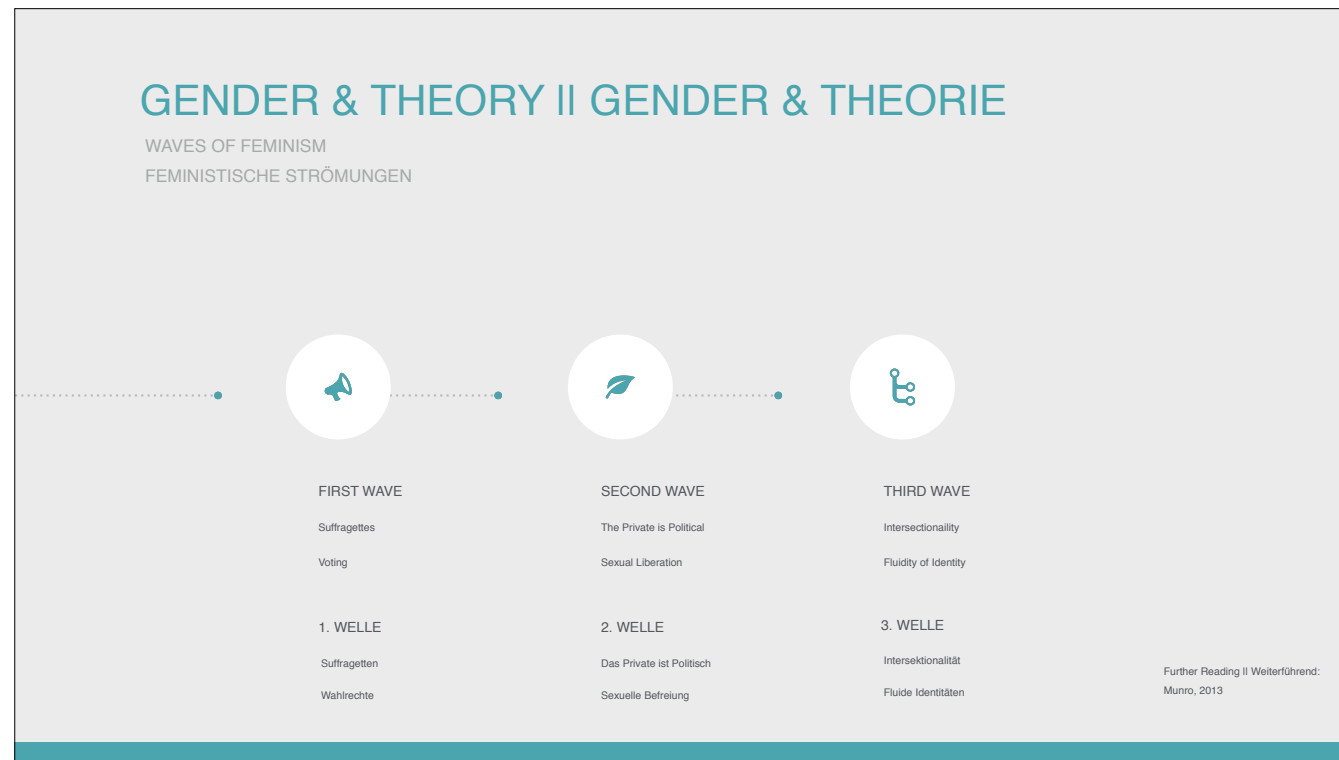 GENDER & THEORY II GENDER & THEORIE
WAVES OF FEMINISM
FEMINISTISCHE STRÖMUNGEN
FIRST WAVE
Suffragettes
Voting
1. WELLE
Suffragetten
Wahlrechte
SECOND WAVE
The Private is Political
Sexual Liberation
2. WELLE
Das Private ist Politisch
Sexuelle Befreiung
THIRD WAVE
Intersectionaility
Fluidity of Identity
3. WELLE
Intersektionalität
Fluide Identitäten
Further Reading II Weiterführend:
Munro, 2013